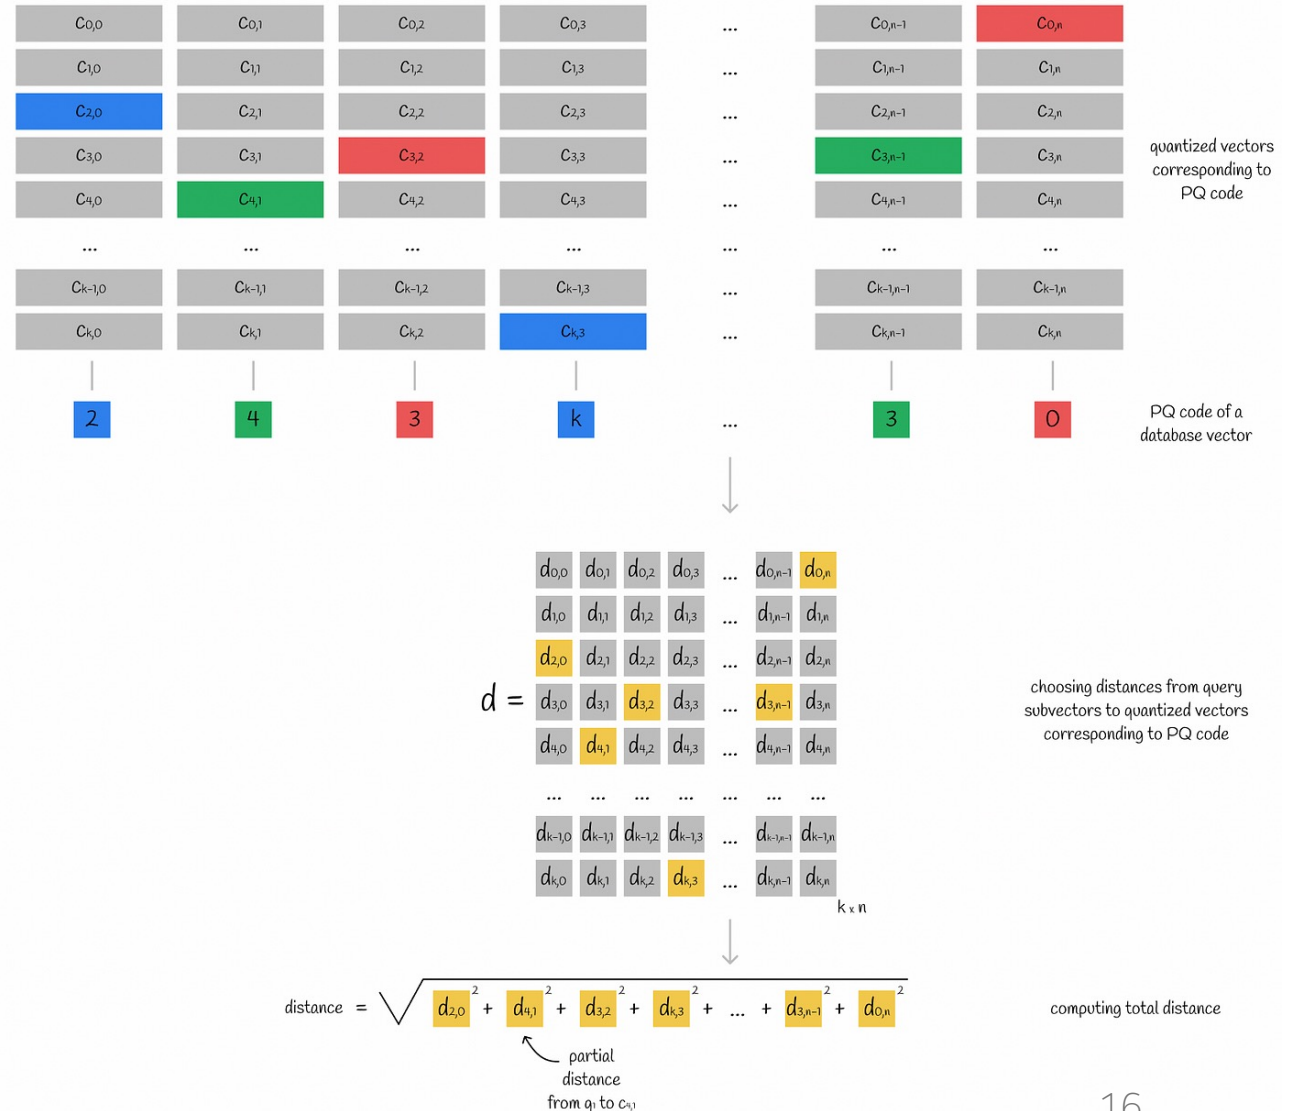 C0,0 C0,1 C0,2 C0,3 ... C0,n-1 C0,n
C1,0 C1,1 C1,2 C1,3 ... C1,n-1 C1,n
C2,0 C2,1 C2,2 C2,3 ... C2,n-1 C2,n
C3,0 C3,1 C3,2 C3,3 ... C3,n-1 C3,n
C4,0 C4,1 C4,2 C4,3 ... C4,n-1 C4,n
... ... ... ... ... ... ...
Ck-1,0 Ck-1,1 Ck-1,2 Ck-1,3 ... Ck-1,n-1 Ck-1,n
Ck,0 Ck,1 Ck,2 Ck,3 ... Ck,n-1 Ck,n
quantized vectors
corresponding to
PQ code
2 4 3 k ... 3 0
PQ code of a
database vector
d0,0 d0,1 d0,2 d0,3 ... d0,n-1 d0,n
d1,0 d1,1 d1,2 d1,3 ... d1,n-1 d1,n
d2,0 d2,1 d2,2 d2,3 ... d2,n-1 d2,n
d = d3,0 d3,1 d3,2 d3,3 ... d3,n-1 d3,n
d4,0 d4,1 d4,2 d4,3 ... d4,n-1 d4,n
... ... ... ... ... ... ...
dk-1,0 dk-1,1 dk-1,2 dk-1,3 ... dk-1,n-1 dk-1,n
dk,0 dk,1 dk,2 dk,3 ... dk,n-1 dk,n
k x n
choosing distances from query
subvectors to quantized vectors
corresponding to PQ code
distance = √ d2,0² + d4,1² + d3,2² + dk,3² + ... + d3,n-1² + d0,n²
computing total distance
partial
distance
from q1 to c4,1
16